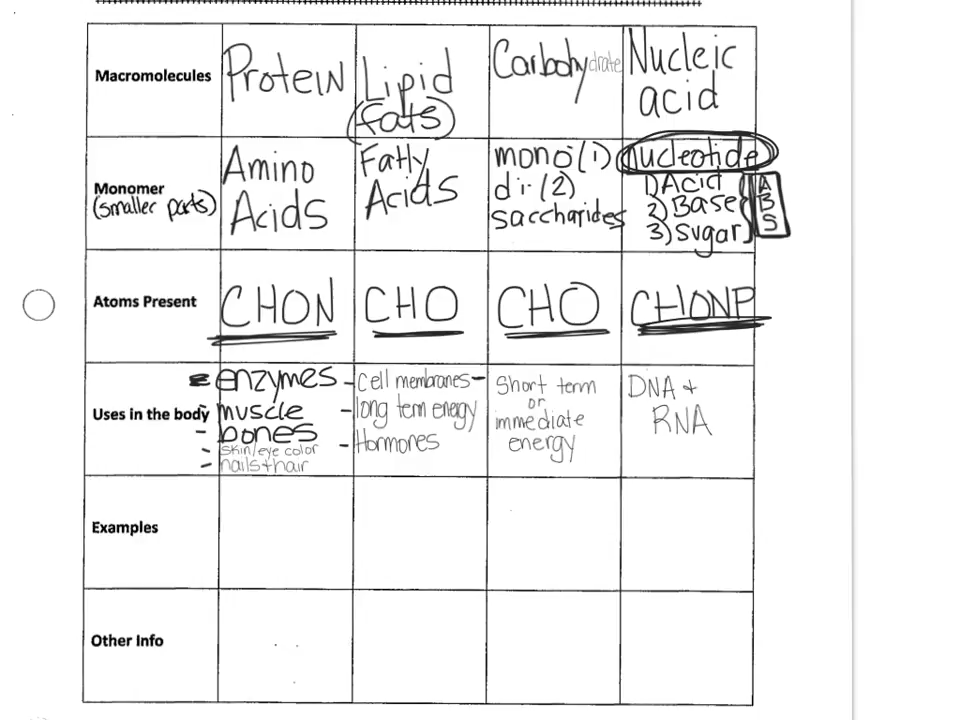 Macromolecules
Protein
Lipid
(fats)
Carbohydrate
Nucleic
acid
Monomer
(smaller parts)
Amino
Acids
Fatty
Acids
mono (1)
di (2)
saccharides
nucleotide
1) Acid
2) Base
3) sugar
A
B
S
Atoms Present
CHON
CHO
CHO
CHONP
Uses in the body
- enzymes
- muscle
- bones
- skin/eye color
- nails + hair
- Cell membranes
- long term energy
- Hormones
Short term
or
immediate
energy
DNA +
RNA
Examples
Other Info